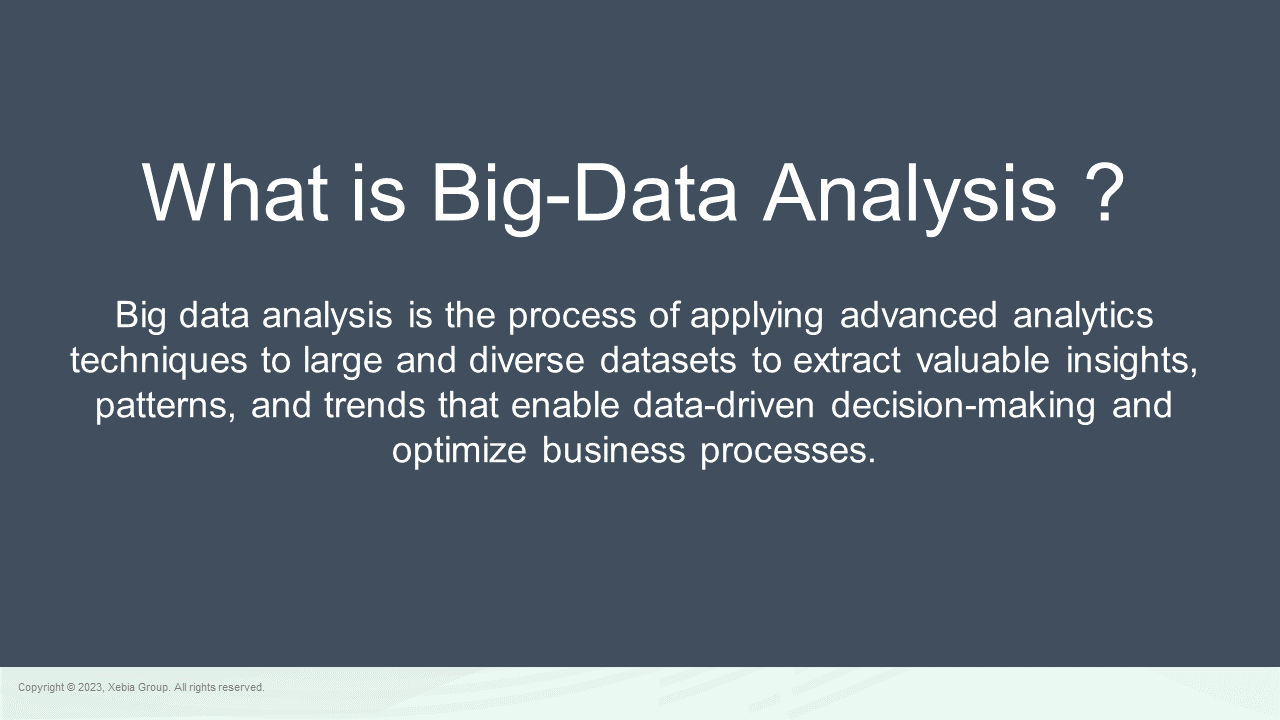 What is Big-Data Analysis ?
Big data analysis is the process of applying advanced analytics
techniques to large and diverse datasets to extract valuable insights,
patterns, and trends that enable data-driven decision-making and
optimize business processes.
Copyright © 2023, Xebia Group. All rights reserved.